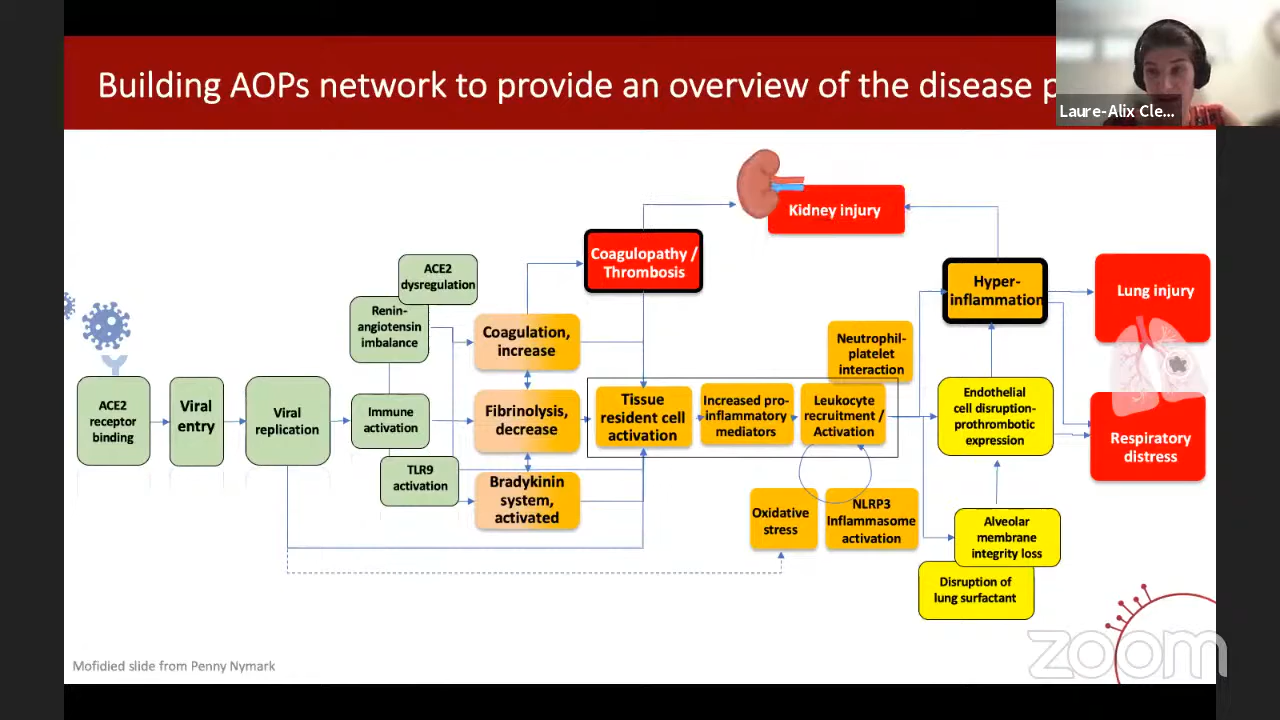 Building AOPs network to provide an overview of the disease p
Laure-Alix Cle...
Kidney injury
Coagulopathy /
Thrombosis
ACE2
dysregulation
Renin-
angiotensin
imbalance
Hyper-
inflammation
Lung injury
Coagulation,
increase
Neutrophil-
platelet
interaction
ACE2
receptor
binding
Viral
entry
Viral
replication
Immune
activation
Fibrinolysis,
decrease
Tissue
resident cell
activation
Increased pro-
inflammatory
mediators
Leukocyte
recruitment /
Activation
Endothelial
cell disruption-
prothrombotic
expression
Respiratory
distress
TLR9
activation
Bradykinin
system,
activated
Oxidative
stress
NLRP3
Inflammasome
activation
Alveolar
membrane
integrity loss
Disruption of
lung surfactant
Mofidied slide from Penny Nymark
zoom